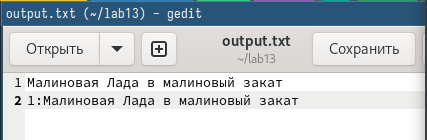 output.txt (~/lab13) – gedit
Открыть
output.txt
~/lab13
Сохранить
1 Малиновая Лада в малиновый закат
2 1:Малиновая Лада в малиновый закат